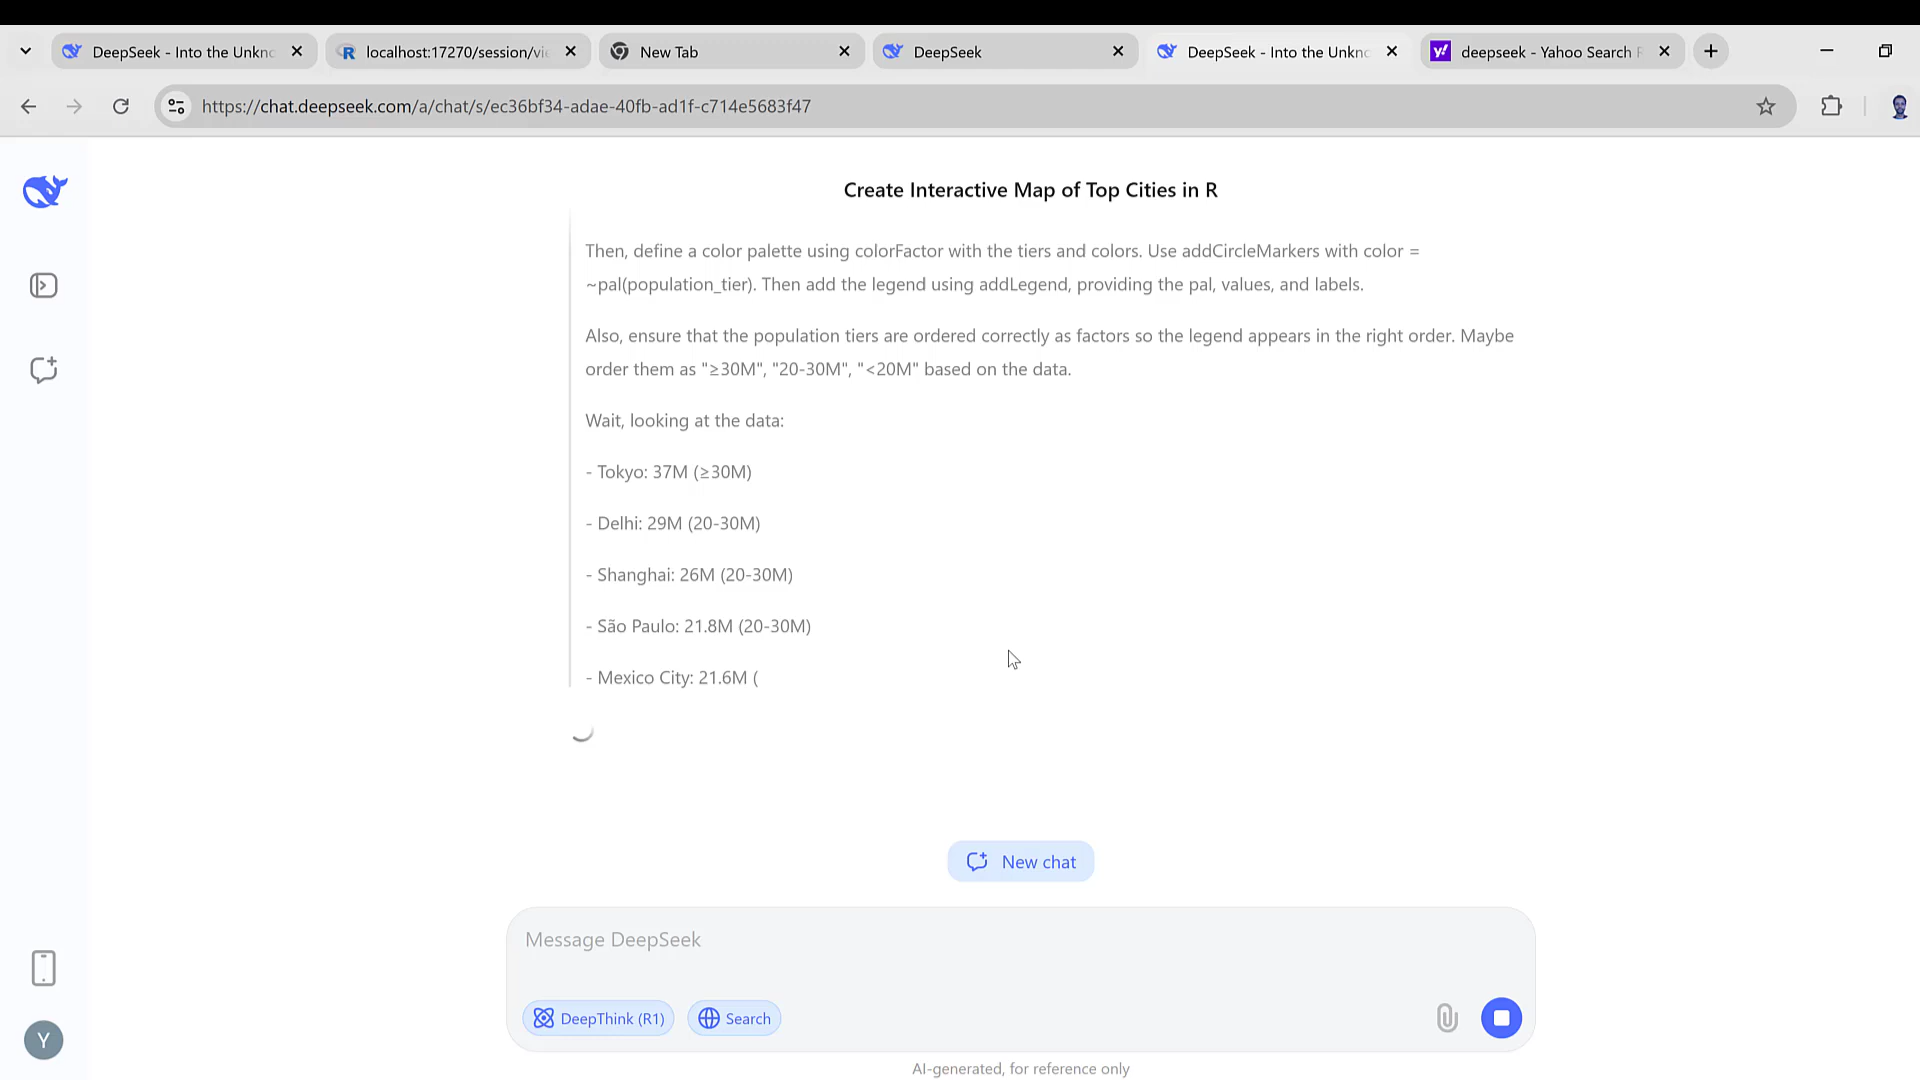 DeepSeek - Into the Unkno
localhost:17270/session/vie
New Tab
DeepSeek
DeepSeek - Into the Unkno
deepseek - Yahoo Search R
https://chat.deepseek.com/a/chat/s/ec36bf34-adae-40fb-ad1f-c714e5683f47
Create Interactive Map of Top Cities in R
Then, define a color palette using colorFactor with the tiers and colors. Use addCircleMarkers with color =
~pal(population_tier). Then add the legend using addLegend, providing the pal, values, and labels.
Also, ensure that the population tiers are ordered correctly as factors so the legend appears in the right order. Maybe
order them as "≥30M", "20-30M", "<20M" based on the data.
Wait, looking at the data:
- Tokyo: 37M (≥30M)
- Delhi: 29M (20-30M)
- Shanghai: 26M (20-30M)
- São Paulo: 21.8M (20-30M)
- Mexico City: 21.6M (
New chat
Message DeepSeek
DeepThink (R1)
Search
Y
AI-generated, for reference only